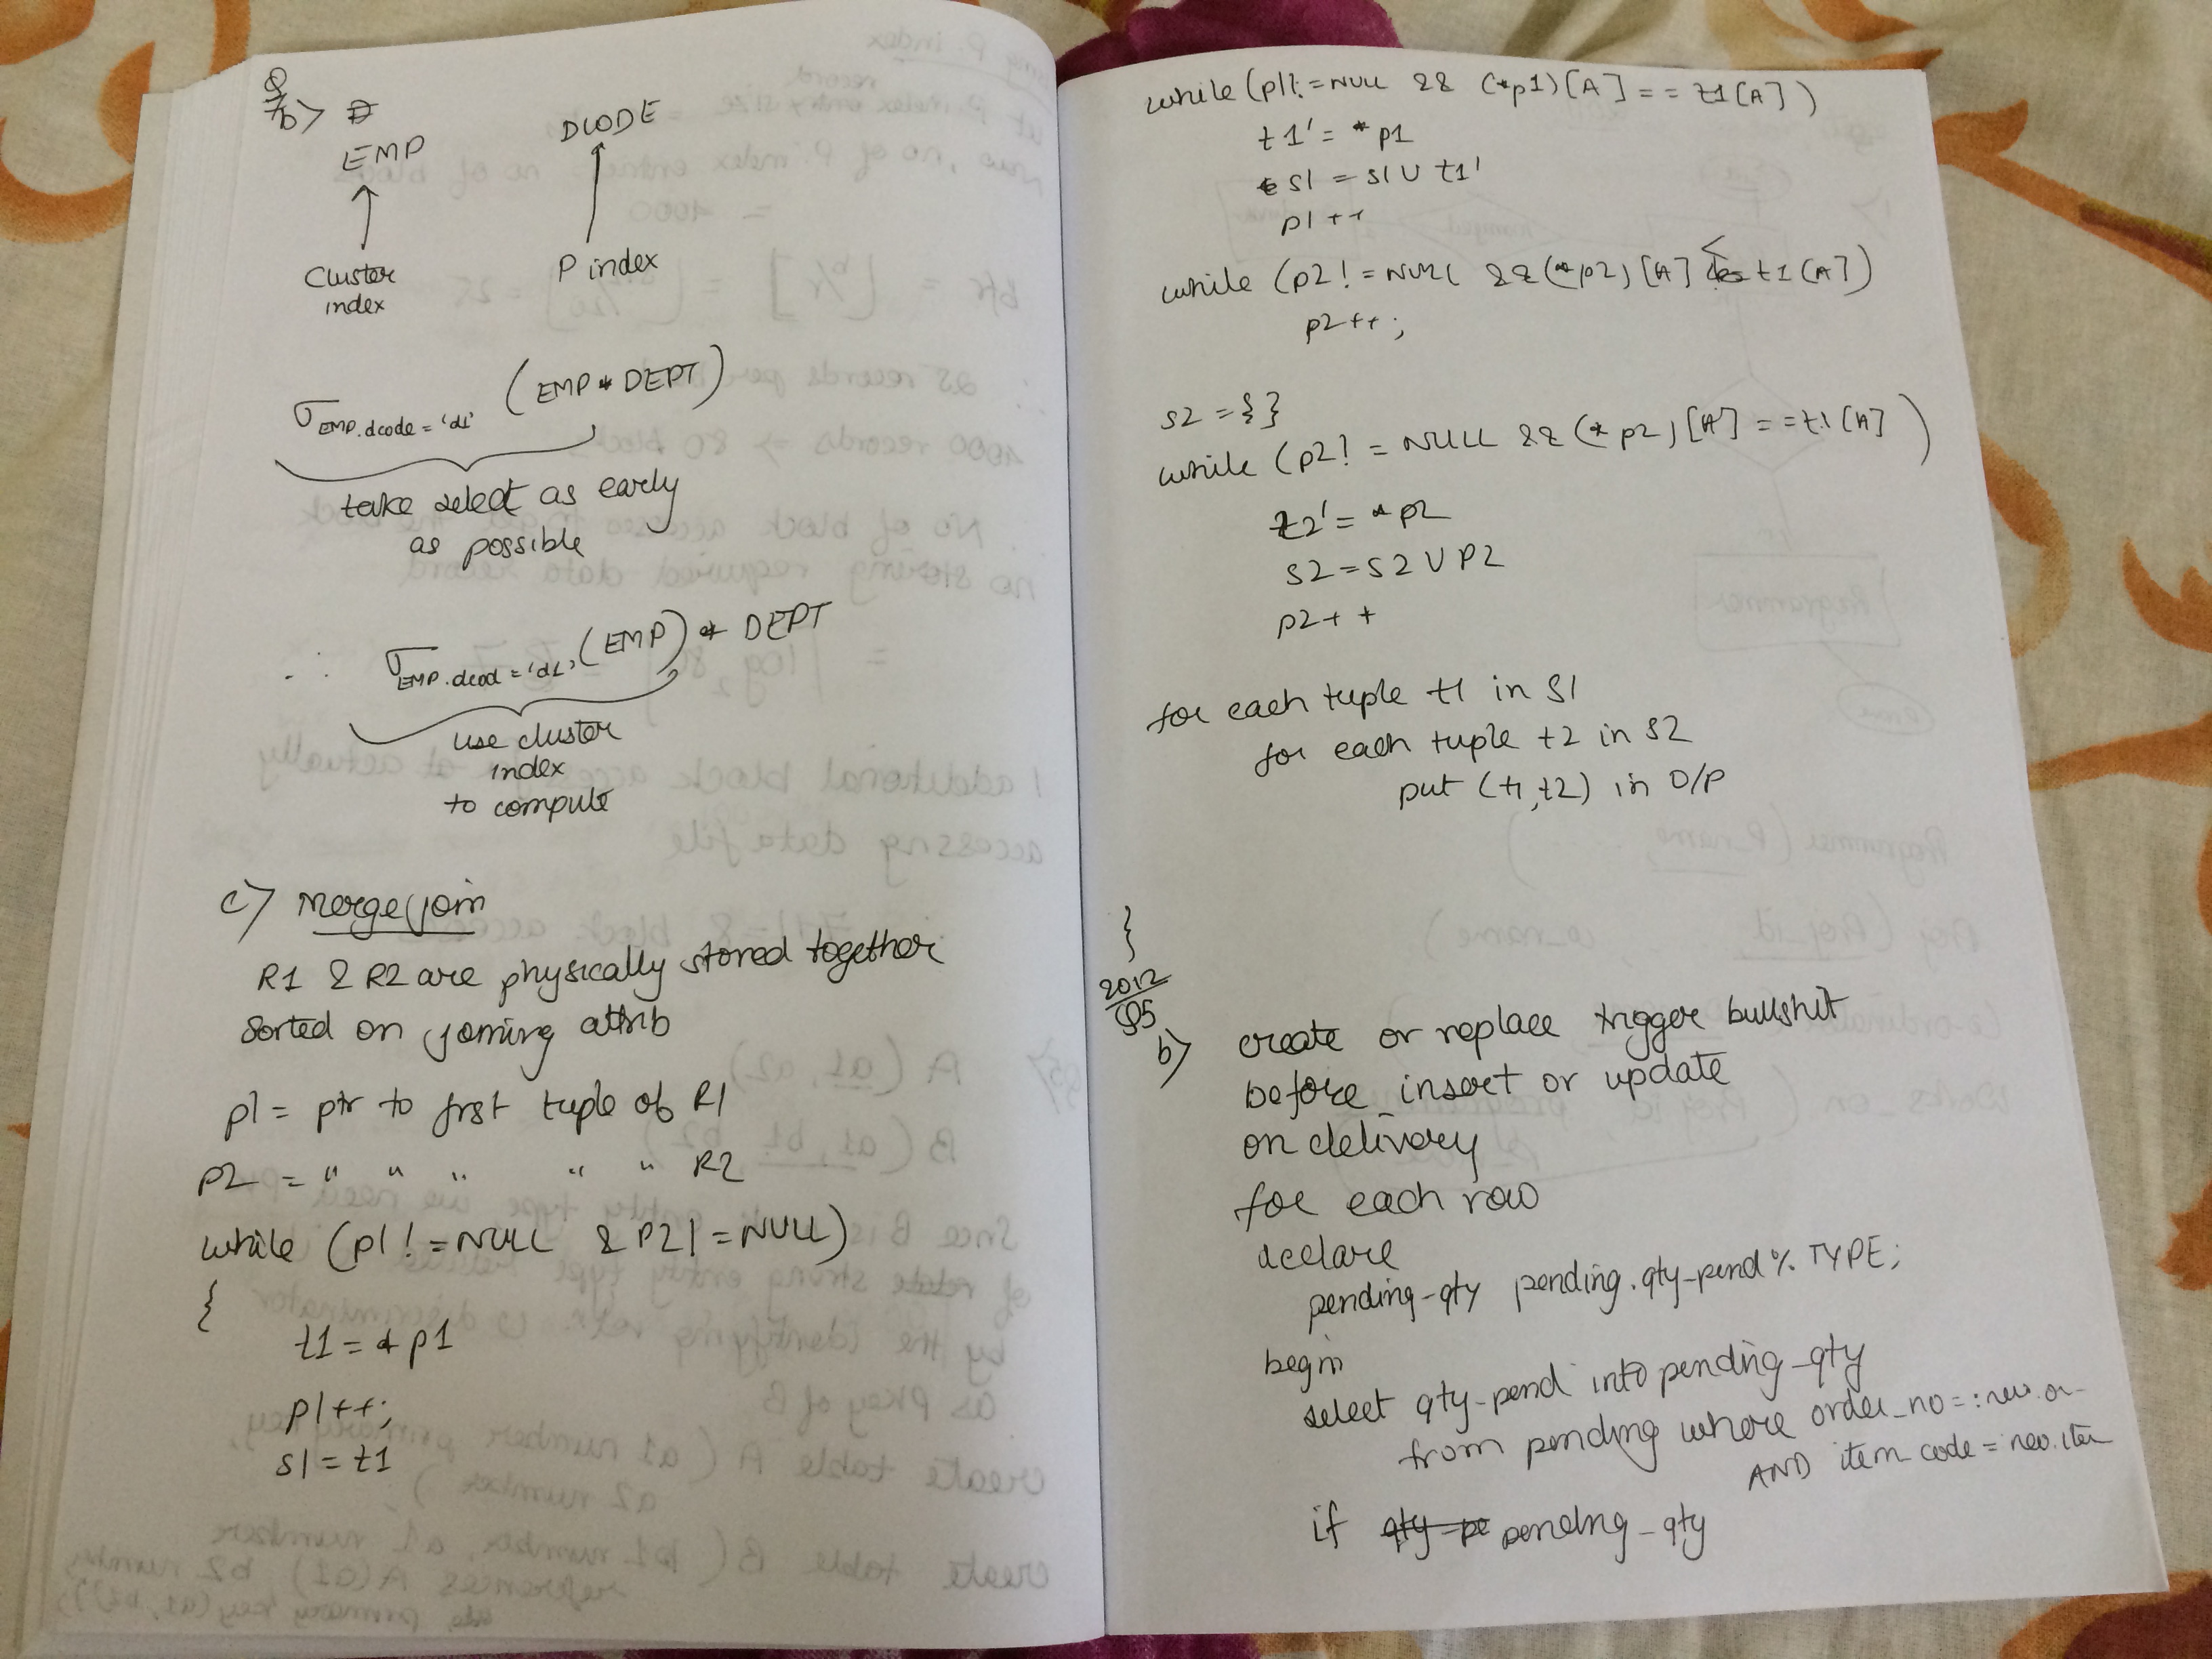 b>
EMP DCODE
Cluster index P index
σ EMP.dcode = 'd1' (EMP * DEPT)
take select as early
as possible
∴ σ EMP.dcod = 'd1' (EMP) * DEPT
use cluster
index
to compute
c> Merge Join
R1 & R2 are physically stored together
sorted on joining attrib
p1 = ptr to frst tuple of R1
p2 = " " " " " R2
while (p1 != NULL & P2 != NULL)
{
t1 = * p1
p1++;
s1 = t1
while (p1 != NULL && (*p1)[A] == t1[A])
t1' = *p1
s1 = s1 ∪ t1'
p1++
while (p2 != NULL && (*p2)[A] < t1[A])
p2++;
s2 = {}
while (p2 != NULL && (*p2)[A] == t1[A])
t2' = *p2
s2 = s2 ∪ p2
p2++
for each tuple t1 in S1
for each tuple t2 in S2
put (t1, t2) in O/P
}
2012
Q5
b> create or replace trigger bullshit
before insert or update
on delivery
for each row
declare
pending-qty pending.qty-pend%TYPE;
begin
select qty-pend into pending-qty
from pending where order_no = :new.or-
AND item code = :new.item
if pending-qty